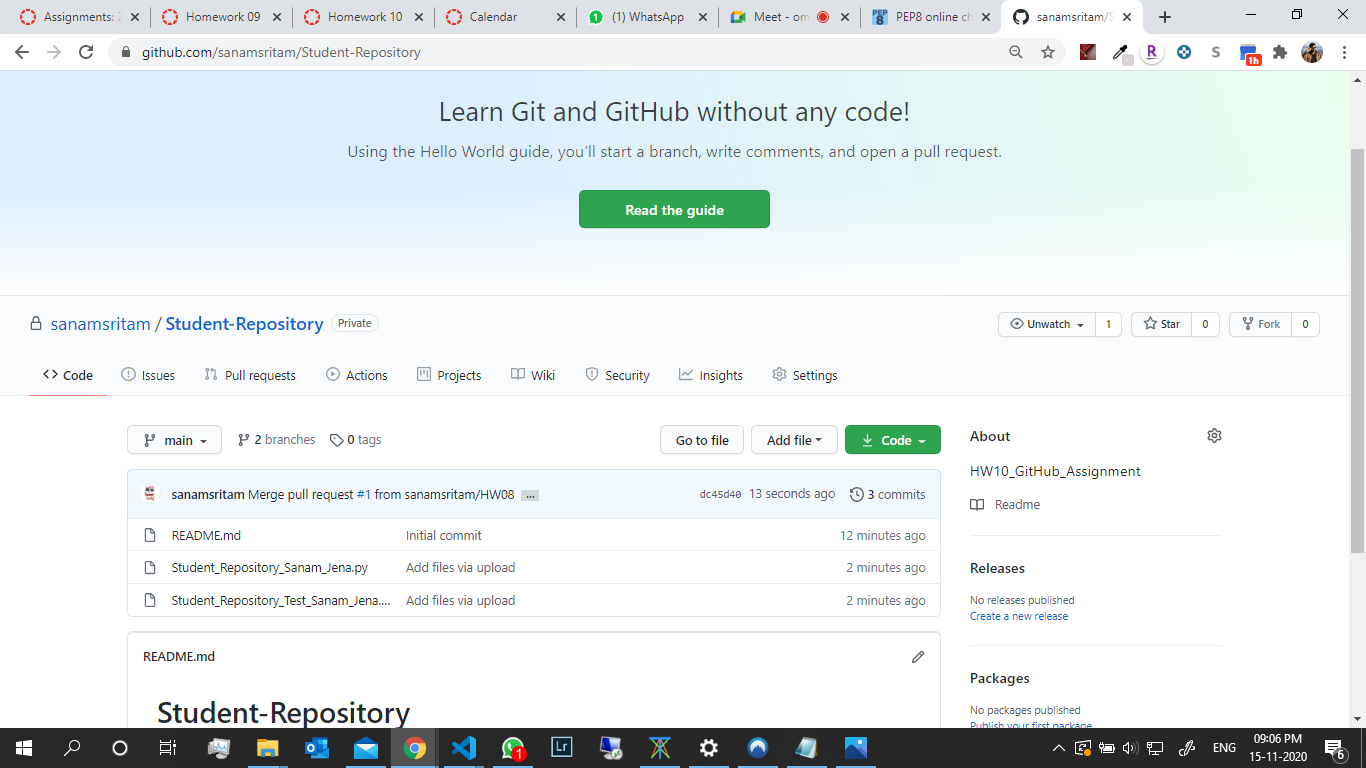 Assignments: 2
Homework 09
Homework 10
Calendar
(1) WhatsApp
Meet - om
PEP8 online ch
sanamsritam/S
github.com/sanamsritam/Student-Repository
R
S
1h
Learn Git and GitHub without any code!
Using the Hello World guide, you’ll start a branch, write comments, and open a pull request.
Read the guide
sanamsritam / Student-Repository Private
Unwatch 1 Star 0 Fork 0
Code Issues Pull requests Actions Projects Wiki Security Insights Settings
main 2 branches 0 tags Go to file Add file Code
sanamsritam Merge pull request #1 from sanamsritam/HW08 ... dc45d40 13 seconds ago 3 commits
README.md Initial commit 12 minutes ago
Student_Repository_Sanam_Jena.py Add files via upload 2 minutes ago
Student_Repository_Test_Sanam_Jena.... Add files via upload 2 minutes ago
README.md
Student-Repository
About
HW10_GitHub_Assignment
Readme
Releases
No releases published
Create a new release
Packages
No packages published
Publish your first package
Lr
1
ENG
09:06 PM
15-11-2020
6